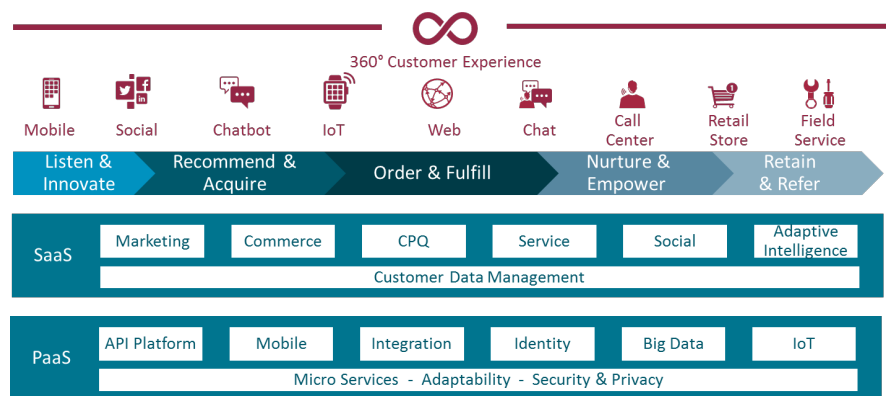 360° Customer Experience
Mobile
Social
Chatbot
IoT
Web
Chat
Call
Center
Retail
Store
Field
Service
Listen &
Innovate
Recommend &
Acquire
Order & Fulfill
Nurture &
Empower
Retain
& Refer
SaaS
Marketing
Commerce
CPQ
Service
Social
Adaptive
Intelligence
Customer Data Management
PaaS
API Platform
Mobile
Integration
Identity
Big Data
IoT
Micro Services - Adaptability - Security & Privacy